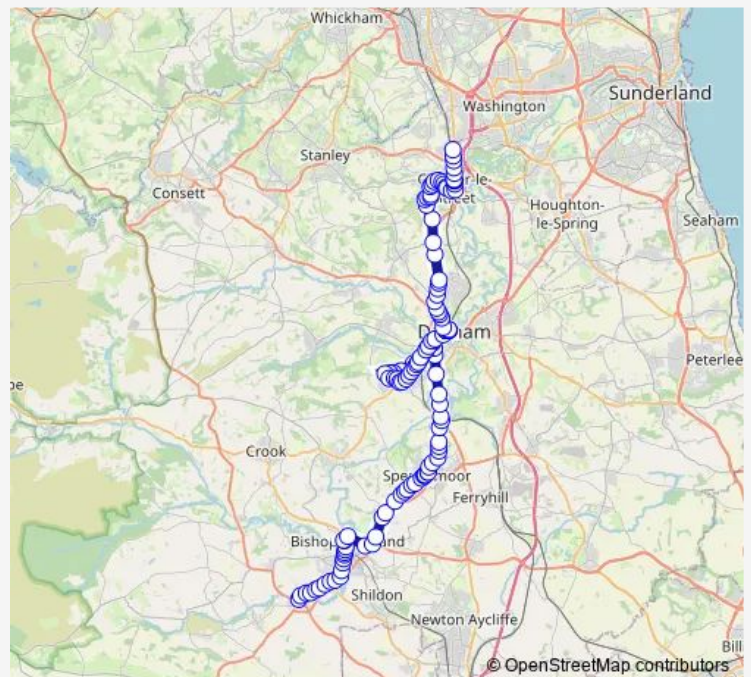 Whickham
Sunderland
Washington
Stanley
Consett
Houghton-
le-Spring
Seaham
Peterlee
Crook
Ferryhill
Shildon
Newton Aycliffe
© OpenStreetMap contributors